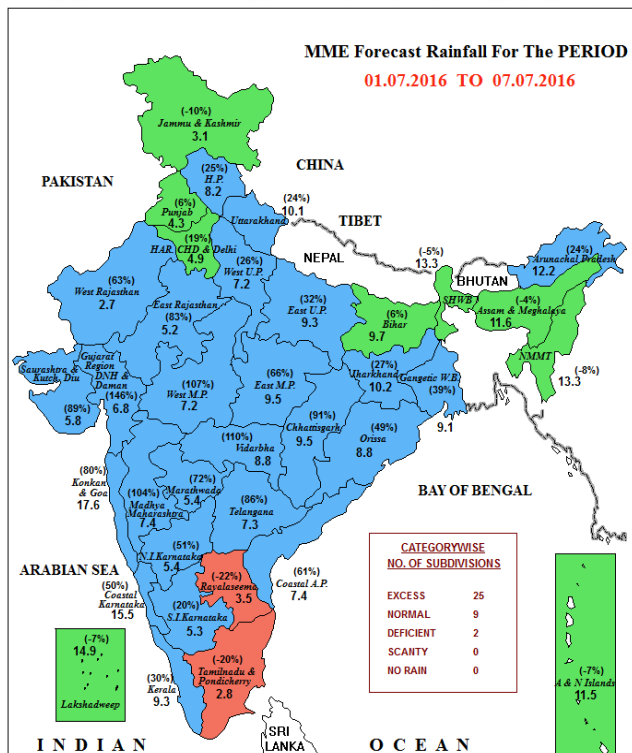 MME Forecast Rainfall For The PERIOD
01.07.2016 TO 07.07.2016
(-10%)
Jammu & Kashmir
3.1
CHINA
(25%)
H.P.
8.2
PAKISTAN
(6%)
Punjab
4.3
(24%)
10.1
Uttarakhand
TIBET
(19%)
HAR. CHD & Delhi
4.9
(26%)
West U.P.
7.2
NEPAL
(-5%)
13.3
BHUTAN
(24%)
Arunachal Pradesh
12.2
(63%)
West Rajasthan
2.7
East Rajasthan
(83%)
5.2
(32%)
East U.P.
9.3
(6%)
Bihar
9.7
SHWB
(-4%)
Assam & Meghalaya
11.6
NMMT
(-8%)
13.3
Saurashtra &
Kutch, Diu
(89%)
5.8
Gujarat
Region
DNH &
Daman
(146%)
6.8
(107%)
West M.P.
7.2
(66%)
East M.P.
9.5
(27%)
Jharkhand
10.2
Gangetic W.B.
(39%)
9.1
(91%)
Chhattisgarh
9.5
(49%)
Orissa
8.8
(110%)
Vidarbha
8.8
(80%)
Konkan & Goa
17.6
(72%)
Marathwada
5.4
(104%)
Madhya
Maharashtra
7.4
(86%)
Telangana
7.3
BAY OF BENGAL
(51%)
N.I.Karnataka
5.4
ARABIAN SEA
(50%)
Coastal
Karnataka
15.5
(-22%)
Rayalaseema
3.5
(61%)
Coastal A.P.
7.4
(20%)
S.I.Karnataka
5.3
CATEGORYWISE
NO. OF SUBDIVISIONS
EXCESS 25
NORMAL 9
DEFICIENT 2
SCANTY 0
NO RAIN 0
(-7%)
14.9
Lakshadweep
(30%)
Kerala
9.3
(-20%)
Tamilnadu &
Pondicherry
2.8
(-7%)
A & N Islands
11.5
SRI
LANKA
INDIAN OCEAN